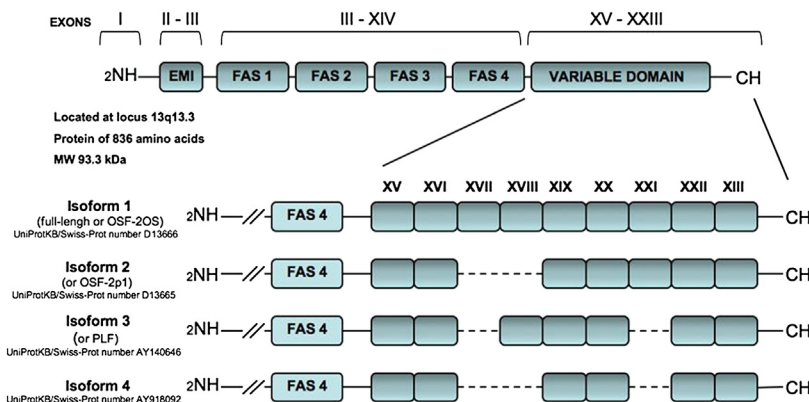 EXONS I II - III III - XIV XV - XXIII
2NH EMI FAS 1 FAS 2 FAS 3 FAS 4 VARIABLE DOMAIN CH
Located at locus 13q13.3
Protein of 836 amino acids
MW 93.3 kDa
XV XVI XVII XVIII XIX XX XXI XXII XIII
Isoform 1
(full-lengh or OSF-2OS)
UniProtKB/Swiss-Prot number D13666
2NH FAS 4 CH
Isoform 2
(or OSF-2p1)
UniProtKB/Swiss-Prot number D13665
2NH FAS 4 CH
Isoform 3
(or PLF)
UniProtKB/Swiss-Prot number AY140646
2NH FAS 4 CH
Isoform 4
UniProtKB/Swiss-Prot number AY918092
2NH FAS 4 CH